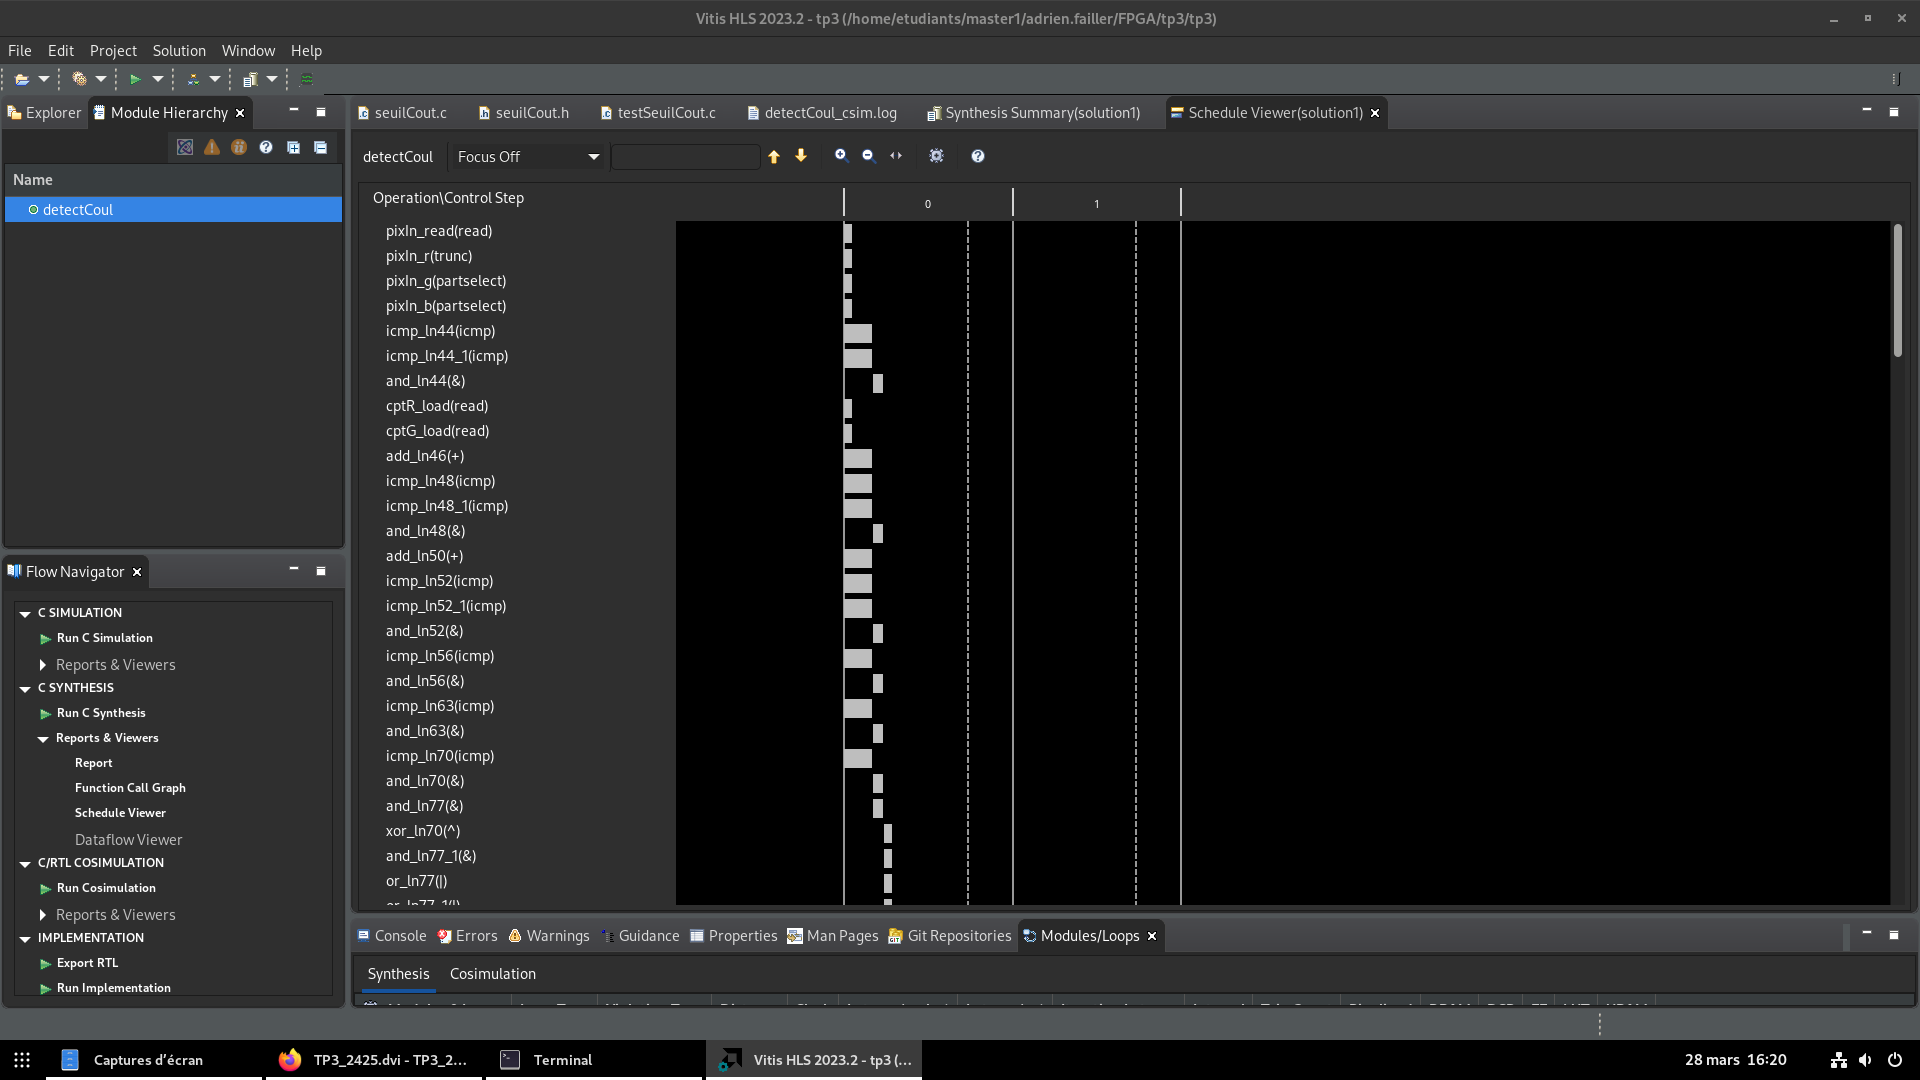 Vitis HLS 2023.2 - tp3 (/home/etudiants/master1/adrien.failler/FPGA/tp3/tp3)
File Edit Project Solution Window Help
Explorer Module Hierarchy
Name
detectCoul
Flow Navigator
C SIMULATION
Run C Simulation
Reports & Viewers
C SYNTHESIS
Run C Synthesis
Reports & Viewers
Report
Function Call Graph
Schedule Viewer
Dataflow Viewer
C/RTL COSIMULATION
Run Cosimulation
Reports & Viewers
IMPLEMENTATION
Export RTL
Run Implementation
seuilCout.c seuilCout.h testSeuilCout.c detectCoul_csim.log Synthesis Summary(solution1) Schedule Viewer(solution1)
detectCoul Focus Off
Operation\Control Step 0 1
pixIn_read(read)
pixIn_r(trunc)
pixIn_g(partselect)
pixIn_b(partselect)
icmp_ln44(icmp)
icmp_ln44_1(icmp)
and_ln44(&)
cptR_load(read)
cptG_load(read)
add_ln46(+)
icmp_ln48(icmp)
icmp_ln48_1(icmp)
and_ln48(&)
add_ln50(+)
icmp_ln52(icmp)
icmp_ln52_1(icmp)
and_ln52(&)
icmp_ln56(icmp)
and_ln56(&)
icmp_ln63(icmp)
and_ln63(&)
icmp_ln70(icmp)
and_ln70(&)
and_ln77(&)
xor_ln70(^)
and_ln77_1(&)
or_ln77(|)
Console Errors Warnings Guidance Properties Man Pages Git Repositories Modules/Loops
Synthesis Cosimulation
Captures d'écran TP3_2425.dvi - TP3_2... Terminal Vitis HLS 2023.2 - tp3 (... 28 mars 16:20